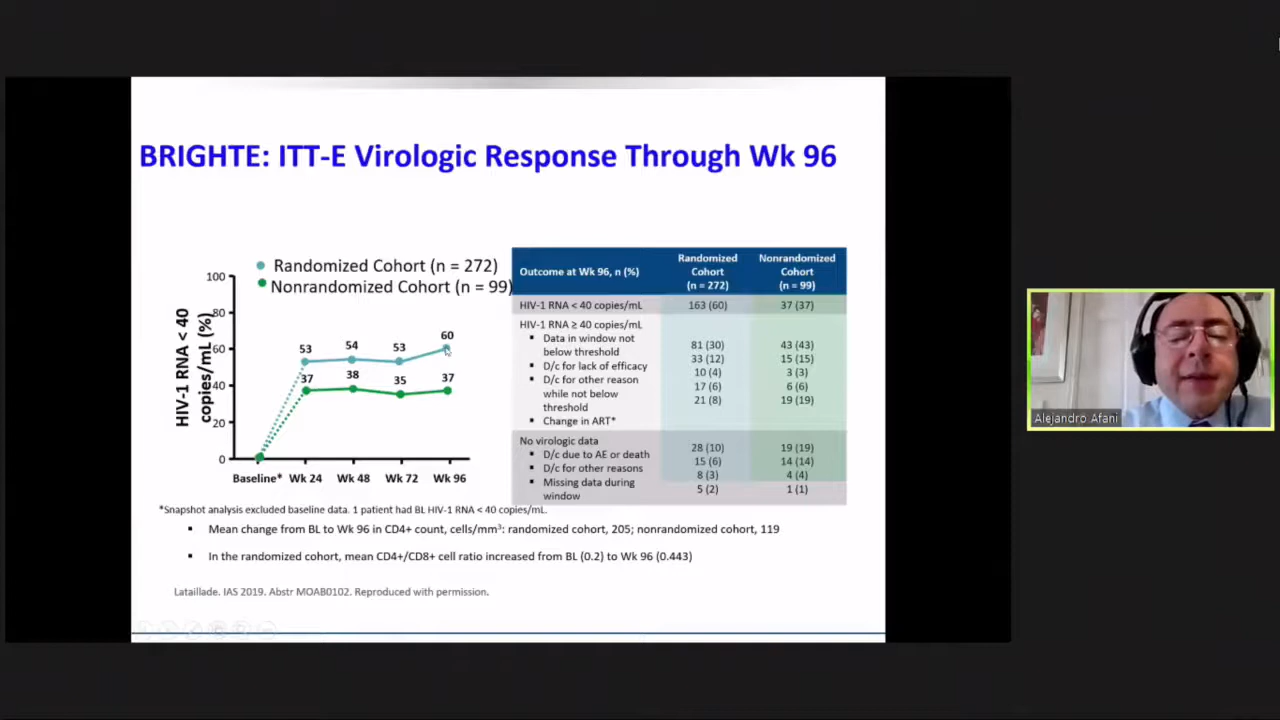 BRIGHTE: ITT-E Virologic Response Through Wk 96
Randomized Cohort (n = 272)
Nonrandomized Cohort (n = 99)
HIV-1 RNA < 40
copies/mL (%)
100
80
60
40
20
0
53
54
53
60
37
38
35
37
Baseline* Wk 24 Wk 48 Wk 72 Wk 96
Outcome at Wk 96, n (%)
Randomized
Cohort
(n = 272)
Nonrandomized
Cohort
(n = 99)
HIV-1 RNA < 40 copies/mL 163 (60) 37 (37)
HIV-1 RNA ≥ 40 copies/mL
▪ Data in window not
below threshold
▪ D/c for lack of efficacy
▪ D/c for other reason
while not below
threshold
▪ Change in ART*
81 (30)
33 (12)
10 (4)
17 (6)
21 (8)
43 (43)
15 (15)
3 (3)
6 (6)
19 (19)
No virologic data
▪ D/c due to AE or death
▪ D/c for other reasons
▪ Missing data during
window
28 (10)
15 (6)
8 (3)
5 (2)
19 (19)
14 (14)
4 (4)
1 (1)
*Snapshot analysis excluded baseline data. 1 patient had BL HIV-1 RNA < 40 copies/mL.
▪ Mean change from BL to Wk 96 in CD4+ count, cells/mm³: randomized cohort, 205; nonrandomized cohort, 119
▪ In the randomized cohort, mean CD4+/CD8+ cell ratio increased from BL (0.2) to Wk 96 (0.443)
Lataillade. IAS 2019. Abstr MOAB0102. Reproduced with permission.
Alejandro Afani